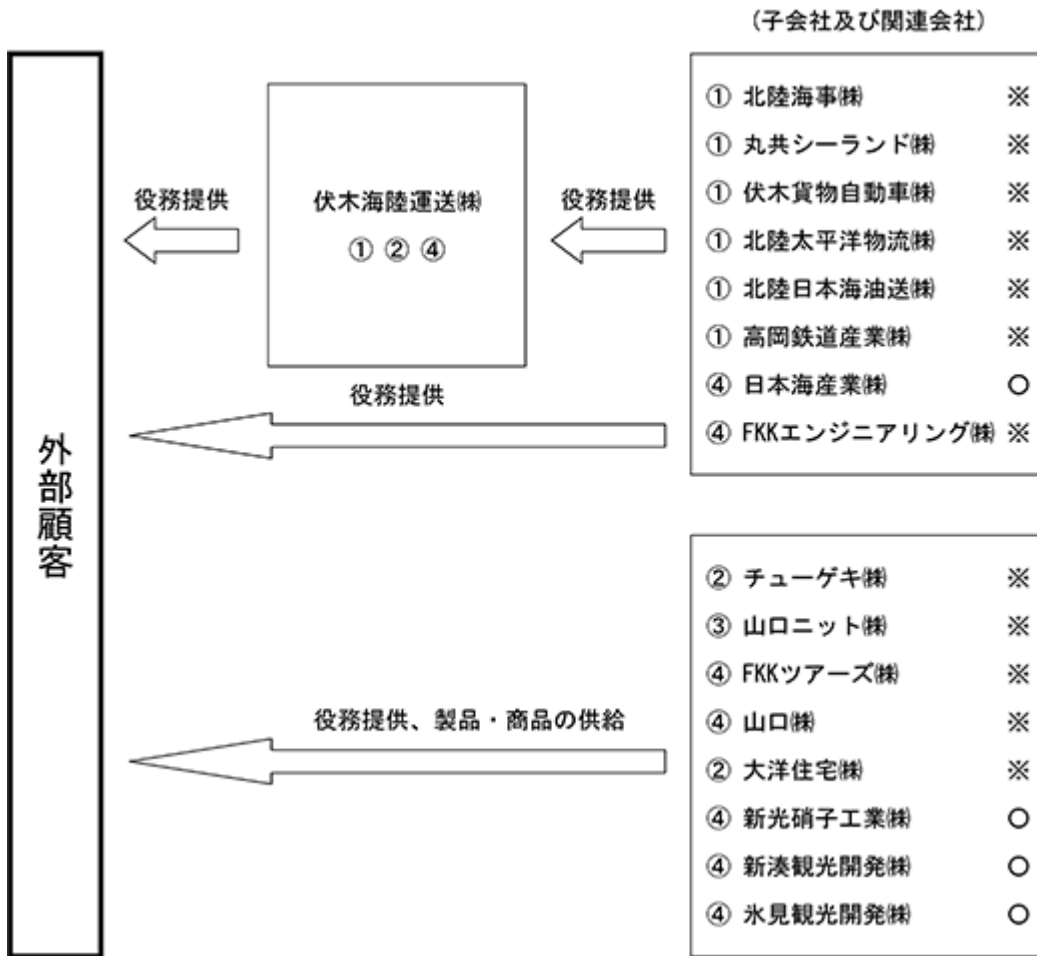 (子会社及び関連会社)
① 北陸海事㈱ ※
① 丸共シーランド㈱ ※
① 伏木貨物自動車㈱ ※
① 北陸太平洋物流㈱ ※
① 北陸日本海油送㈱ ※
① 高岡鉄道産業㈱ ※
④ 日本海産業㈱ ○
④ FKKエンジニアリング㈱ ※
役務提供
伏木海陸運送㈱
① ② ④
役務提供
役務提供
外部顧客
② チューゲキ㈱ ※
③ 山口ニット㈱ ※
④ FKKツアーズ㈱ ※
④ 山口㈱ ※
② 大洋住宅㈱ ※
④ 新光硝子工業㈱ ○
④ 新湊観光開発㈱ ○
④ 氷見観光開発㈱ ○
役務提供、製品・商品の供給